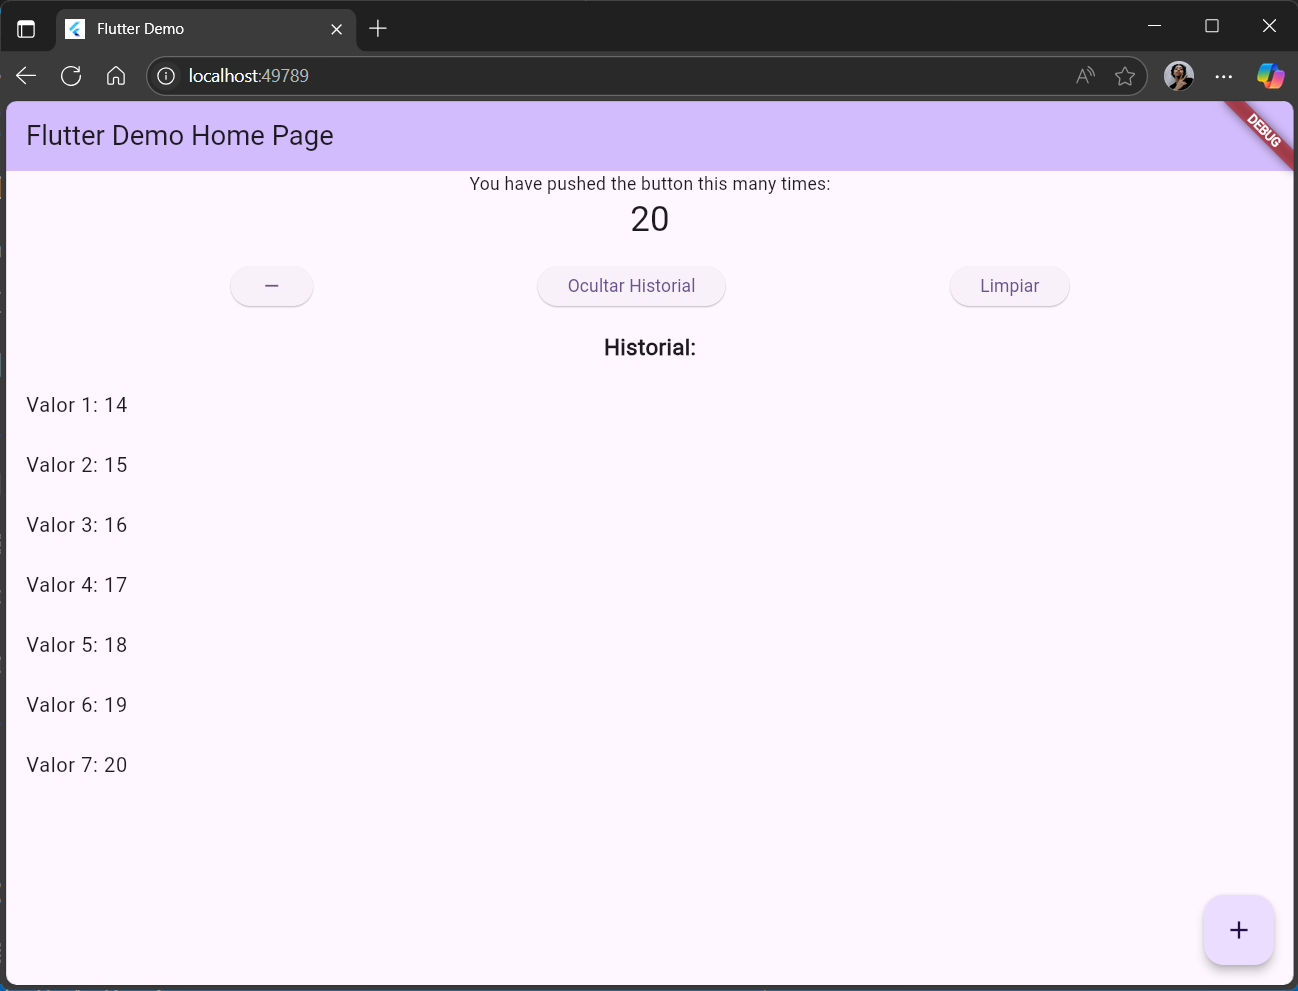 Flutter Demo
localhost:49789
Flutter Demo Home Page
DEBUG
You have pushed the button this many times:
20
− Ocultar Historial Limpiar
Historial:
Valor 1: 14
Valor 2: 15
Valor 3: 16
Valor 4: 17
Valor 5: 18
Valor 6: 19
Valor 7: 20
+